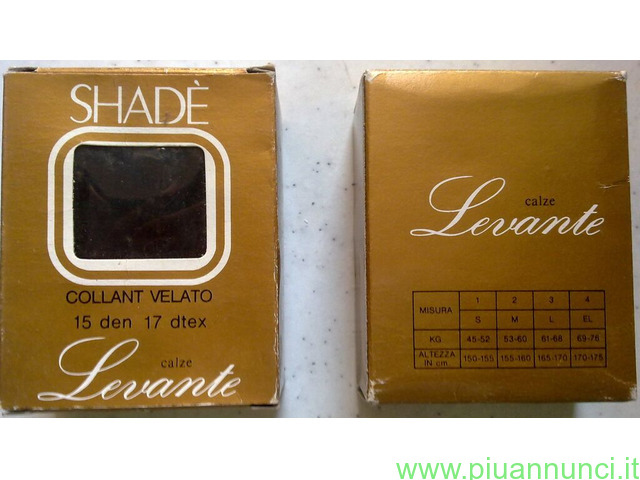 SHADÈ
COLLANT VELATO
15 den 17 dtex
calze
Levante
calze
Levante
MISURA 1 2 3 4
S M L EL
KG 45-52 53-60 61-68 69-76
ALTEZZA IN cm. 150-155 155-160 165-170 170-175
www.piuannunci.it